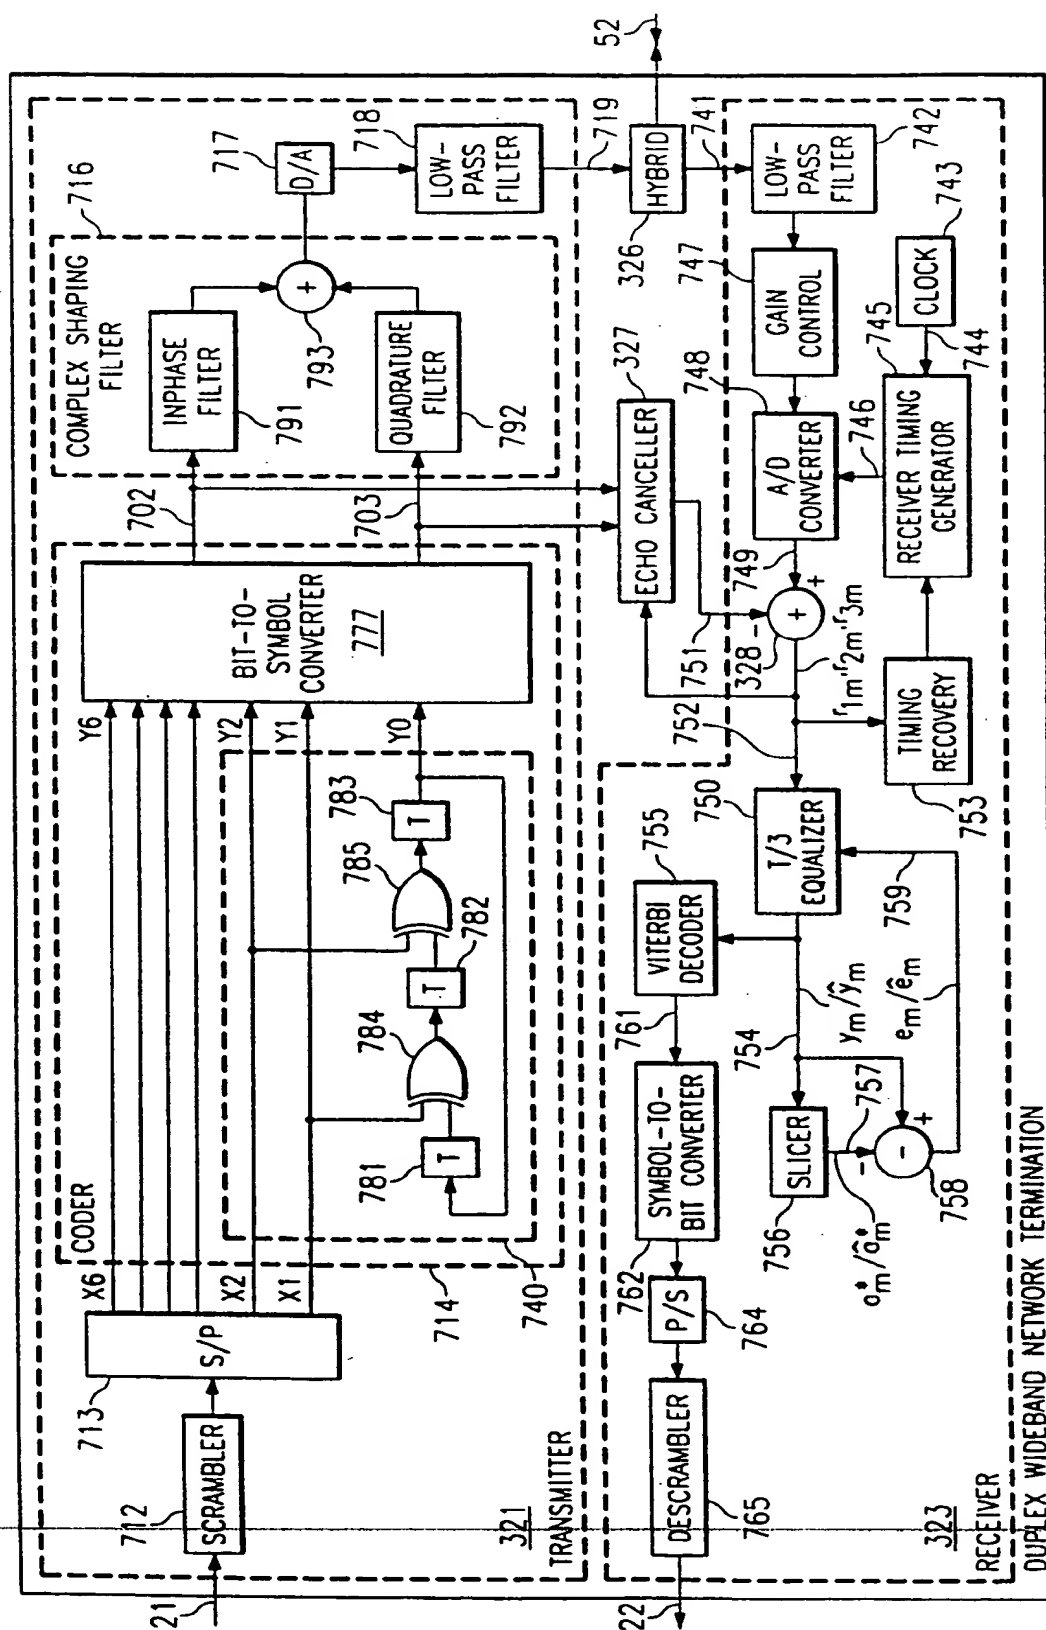 21
712
SCRAMBLER
713
S/P
X6
X2
X1
CODER
714
740
781
T
784
T
782
785
T
783
Y6
Y2
Y1
Y0
BIT-TO-
SYMBOL
CONVERTER
777
702
703
COMPLEX SHAPING
FILTER
716
INPHASE
FILTER
791
793
+
QUADRATURE
FILTER
792
717
D/A
718
LOW-
PASS
FILTER
719
321
TRANSMITTER
52
HYBRID
326
741
ECHO CANCELLER
327
LOW-
PASS
FILTER
742
747
GAIN
CONTROL
748
A/D
CONVERTER
749
746
CLOCK
743
744
745
RECEIVER TIMING
GENERATOR
751
328
−
+
+
r1m, r2m, r3m
752
TIMING
RECOVERY
753
750
T/3
EQUALIZER
759
755
VITERBI
DECODER
761
754
ym/ŷm
em/êm
SYMBOL-TO-
BIT CONVERTER
762
SLICER
756
757
−
−
+
758
a*m/â*m
P/S
764
DESCRAMBLER
765
22
323
RECEIVER
DUPLEX WIDEBAND NETWORK TERMINATION